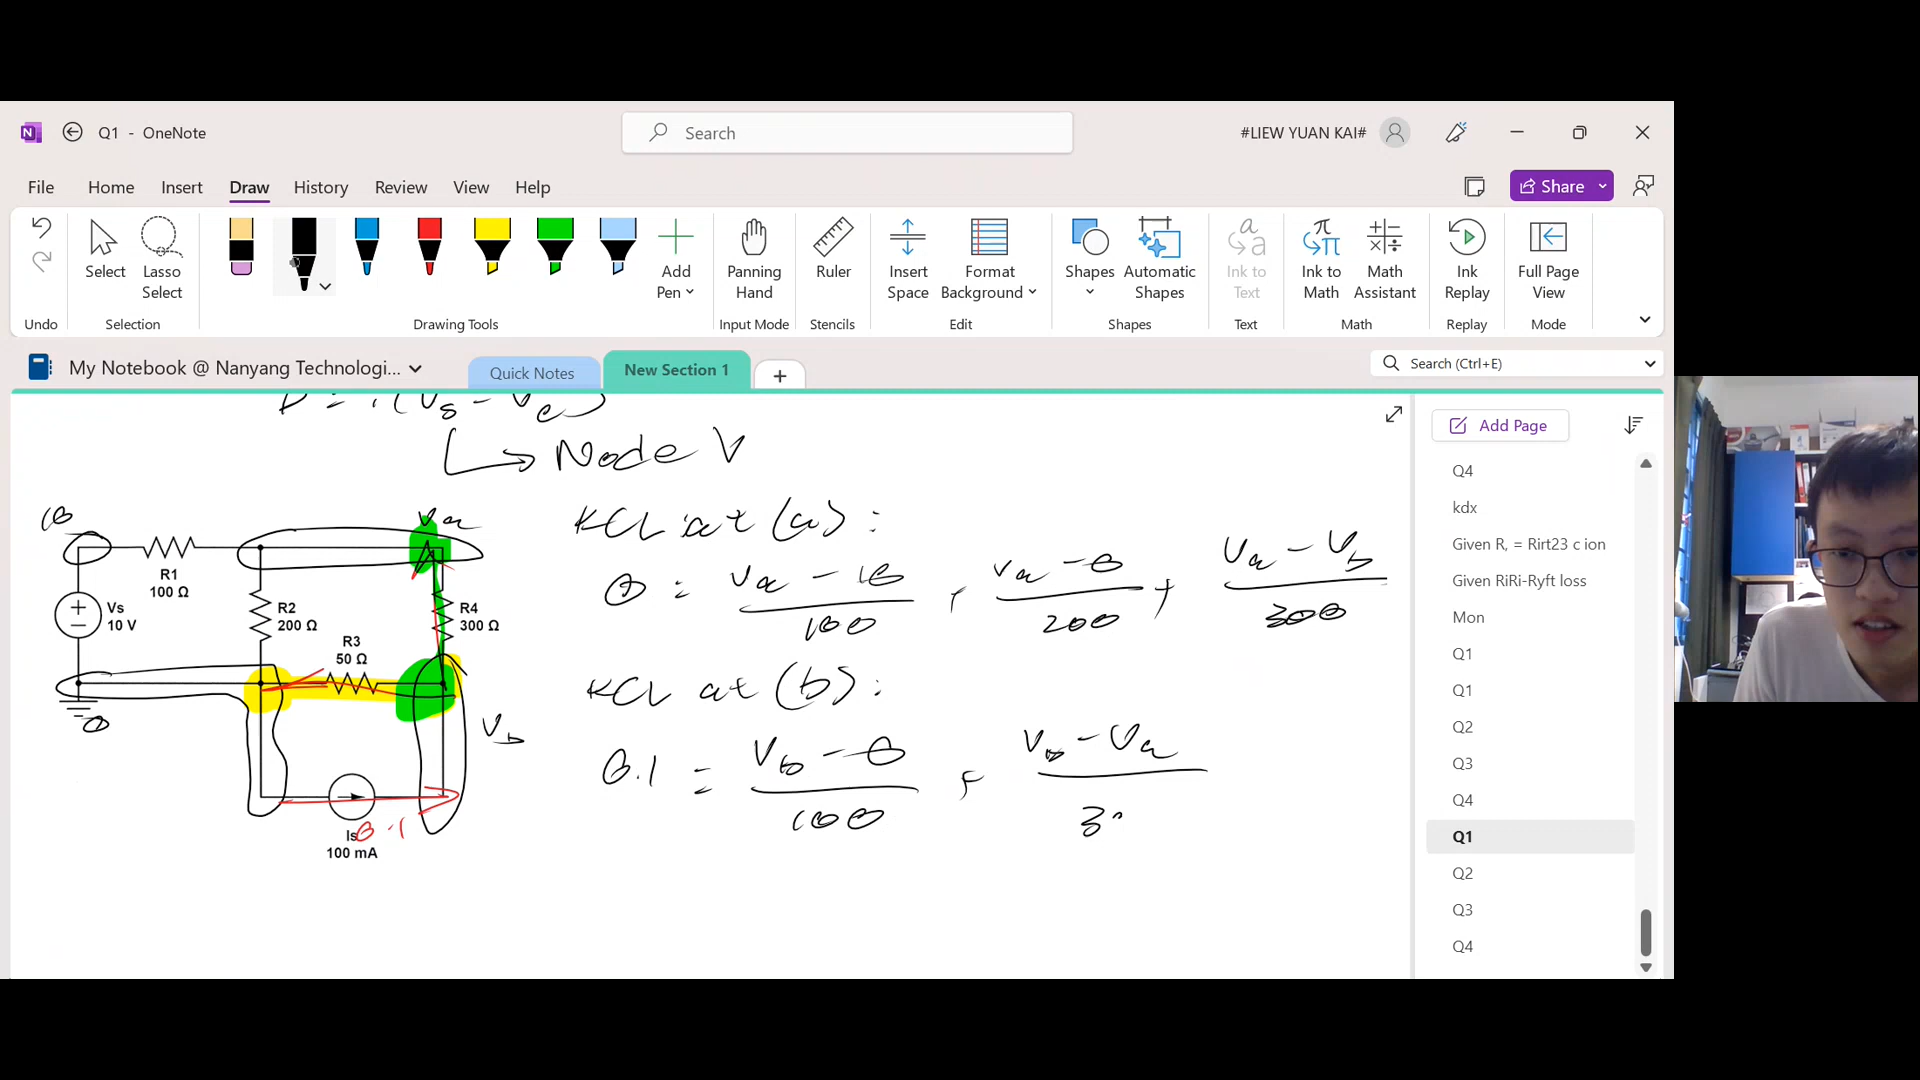 Q1 - OneNote
Search
#LIEW YUAN KAI#
File Home Insert Draw History Review View Help
Share
Undo
Select
Lasso Select
Selection
Drawing Tools
Add Pen
Panning Hand
Input Mode
Ruler
Stencils
Insert Space
Format Background
Edit
Shapes
Automatic Shapes
Shapes
Ink to Text
Text
Ink to Math
Math Assistant
Math
Ink Replay
Replay
Full Page View
Mode
My Notebook @ Nanyang Technologi...
Quick Notes
New Section 1
+
Search (Ctrl+E)
↳ Node V
10
Va
R1
100 Ω
Vs
10 V
R2
200 Ω
R4
300 Ω
R3
50 Ω
0
Vb
0.1
Is
100 mA
KCL at (a) :
0 = (Va - 10)/100 + (Va - 0)/200 + (Va - Vb)/300
KCL at (b) :
0.1 = (Vb - 0)/100 + (Vb - Va)/3
Add Page
Q4
kdx
Given R, = Rirt23 c ion
Given RiRi-Ryft loss
Mon
Q1
Q1
Q2
Q3
Q4
Q1
Q2
Q3
Q4